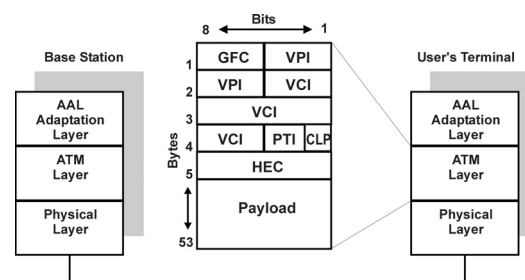 Base Station
AAL
Adaptation
Layer
ATM
Layer
Physical
Layer
Bits
8 1
1 GFC VPI
2 VPI VCI
3 VCI
4 VCI PTI CLP
5 HEC
Payload
53
Bytes
User's Terminal
AAL
Adaptation
Layer
ATM
Layer
Physical
Layer